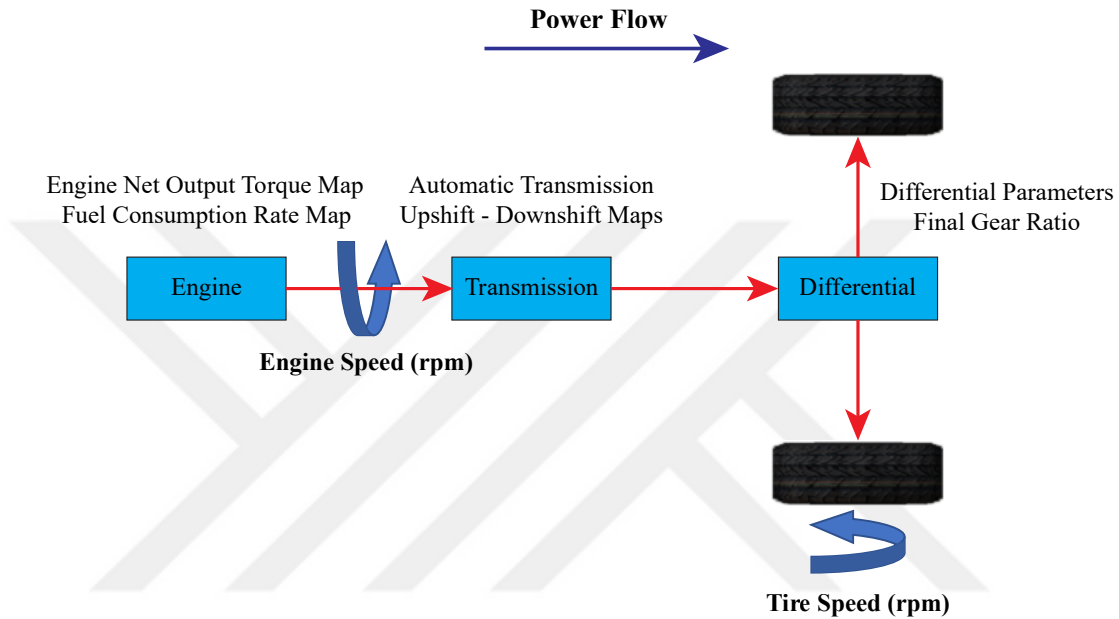 Power Flow
Engine Net Output Torque Map
Fuel Consumption Rate Map
Automatic Transmission
Upshift - Downshift Maps
Differential Parameters
Final Gear Ratio
Engine
Transmission
Differential
Engine Speed (rpm)
Tire Speed (rpm)